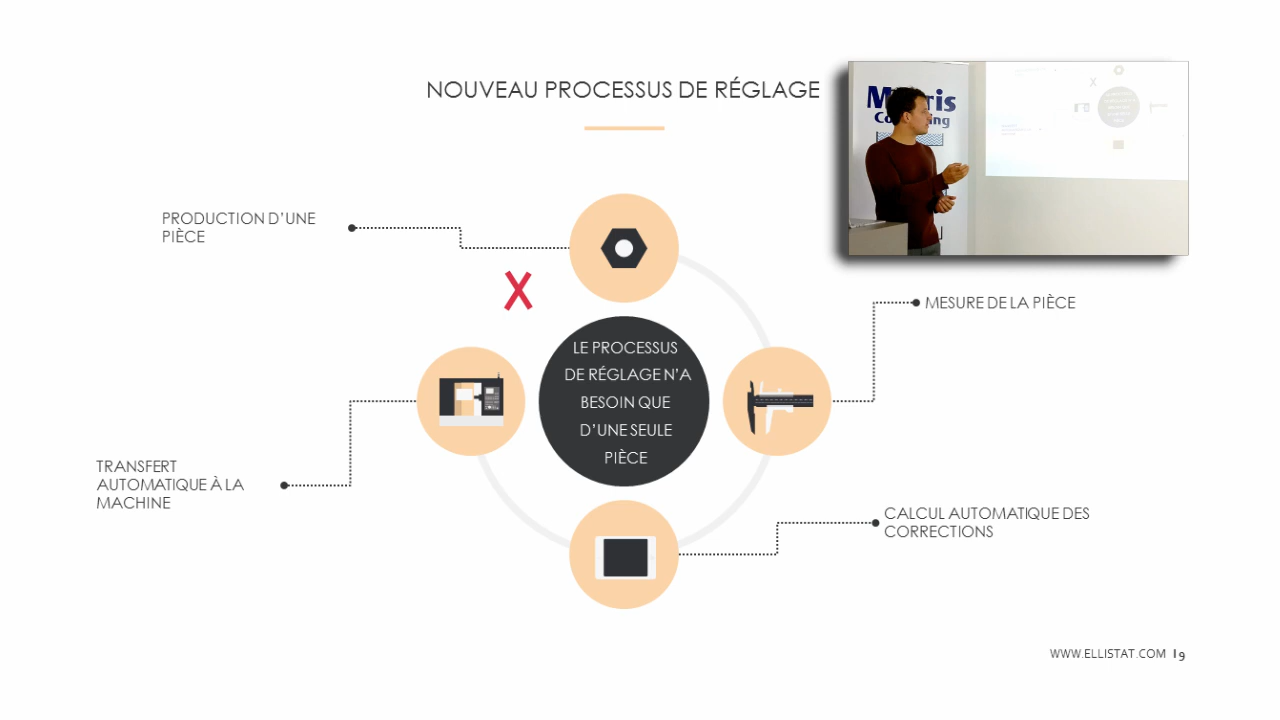 NOUVEAU PROCESSUS DE RÉGLAGE
PRODUCTION D'UNE
PIÈCE
MESURE DE LA PIÈCE
LE PROCESSUS
DE RÉGLAGE N'A
BESOIN QUE
D'UNE SEULE
PIÈCE
TRANSFERT
AUTOMATIQUE À LA
MACHINE
CALCUL AUTOMATIQUE DES
CORRECTIONS
WWW.ELLISTAT.COM 19